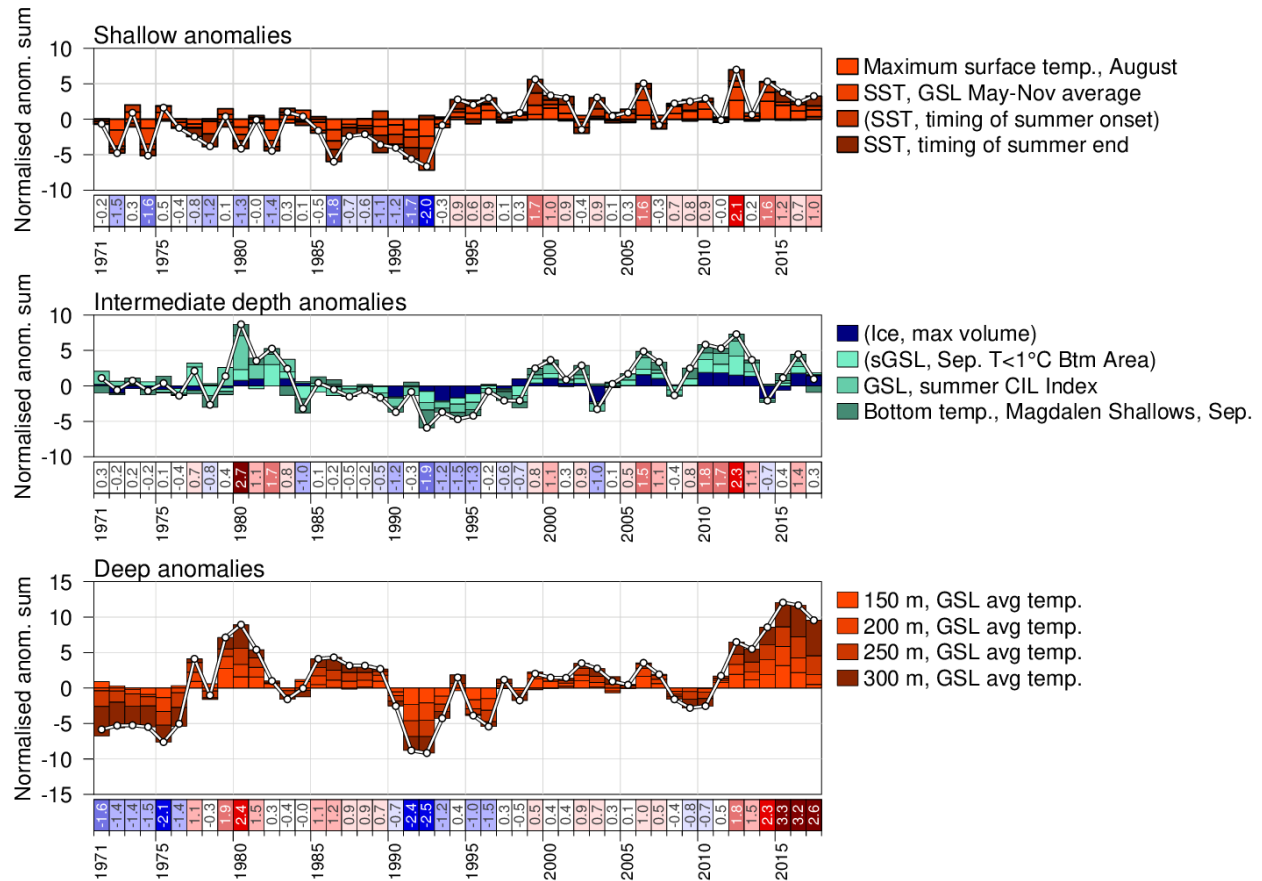 Shallow anomalies
Normalised anom. sum
10
5
0
-5
-10
Maximum surface temp., August
SST, GSL May-Nov average
(SST, timing of summer onset)
SST, timing of summer end
-0.2 -1.5 0.3 -1.6 0.5 -0.4 -0.8 -1.2 0.1 -1.3 -0.0 -1.4 0.3 0.1 -0.5 -1.8 -0.7 -0.6 -1.1 -1.2 -1.7 -2.0 -0.3 0.9 0.6 0.9 0.1 0.3 1.7 1.0 0.9 -0.4 0.9 0.1 0.3 1.6 -0.3 0.7 0.8 0.9 -0.0 2.1 0.2 1.6 1.2 0.7 1.0
1971 1975 1980 1985 1990 1995 2000 2005 2010 2015
Intermediate depth anomalies
Normalised anom. sum
10
5
0
-5
-10
(Ice, max volume)
(sGSL, Sep. T<1°C Btm Area)
GSL, summer CIL Index
Bottom temp., Magdalen Shallows, Sep.
0.3 -0.2 0.2 -0.2 0.1 -0.4 0.7 -0.8 0.4 2.7 1.1 1.7 0.8 -1.0 0.1 -0.2 -0.5 -0.2 -0.5 -1.2 -0.3 -1.9 -1.2 -1.5 -1.3 -0.2 -0.6 -0.7 0.8 1.1 0.3 0.9 -1.0 0.1 0.5 1.5 1.1 -0.4 0.8 1.8 1.7 2.3 1.1 -0.7 0.4 1.4 0.3
1971 1975 1980 1985 1990 1995 2000 2005 2010 2015
Deep anomalies
Normalised anom. sum
15
10
5
0
-5
-10
-15
150 m, GSL avg temp.
200 m, GSL avg temp.
250 m, GSL avg temp.
300 m, GSL avg temp.
-1.6 -1.4 -1.4 -1.5 -2.1 -1.4 1.1 -0.3 1.9 2.4 1.5 0.3 -0.4 -0.0 1.1 1.2 0.9 0.9 0.7 -0.7 -2.4 -2.5 -1.2 0.4 -1.0 -1.5 0.3 -0.5 0.5 0.4 0.4 0.9 0.7 0.3 0.1 1.0 0.5 -0.4 -0.8 -0.7 0.5 1.8 1.5 2.3 3.3 3.2 2.6
1971 1975 1980 1985 1990 1995 2000 2005 2010 2015